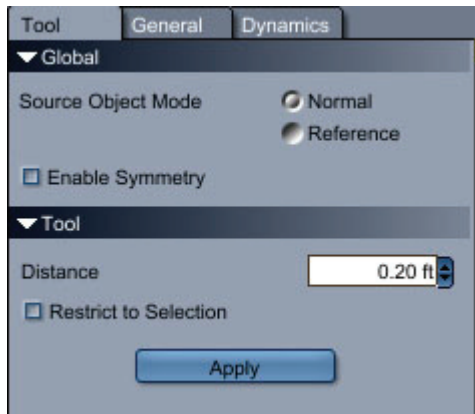 Tool General Dynamics
Global
Source Object Mode Normal
Reference
Enable Symmetry
Tool
Distance 0.20 ft
Restrict to Selection
Apply